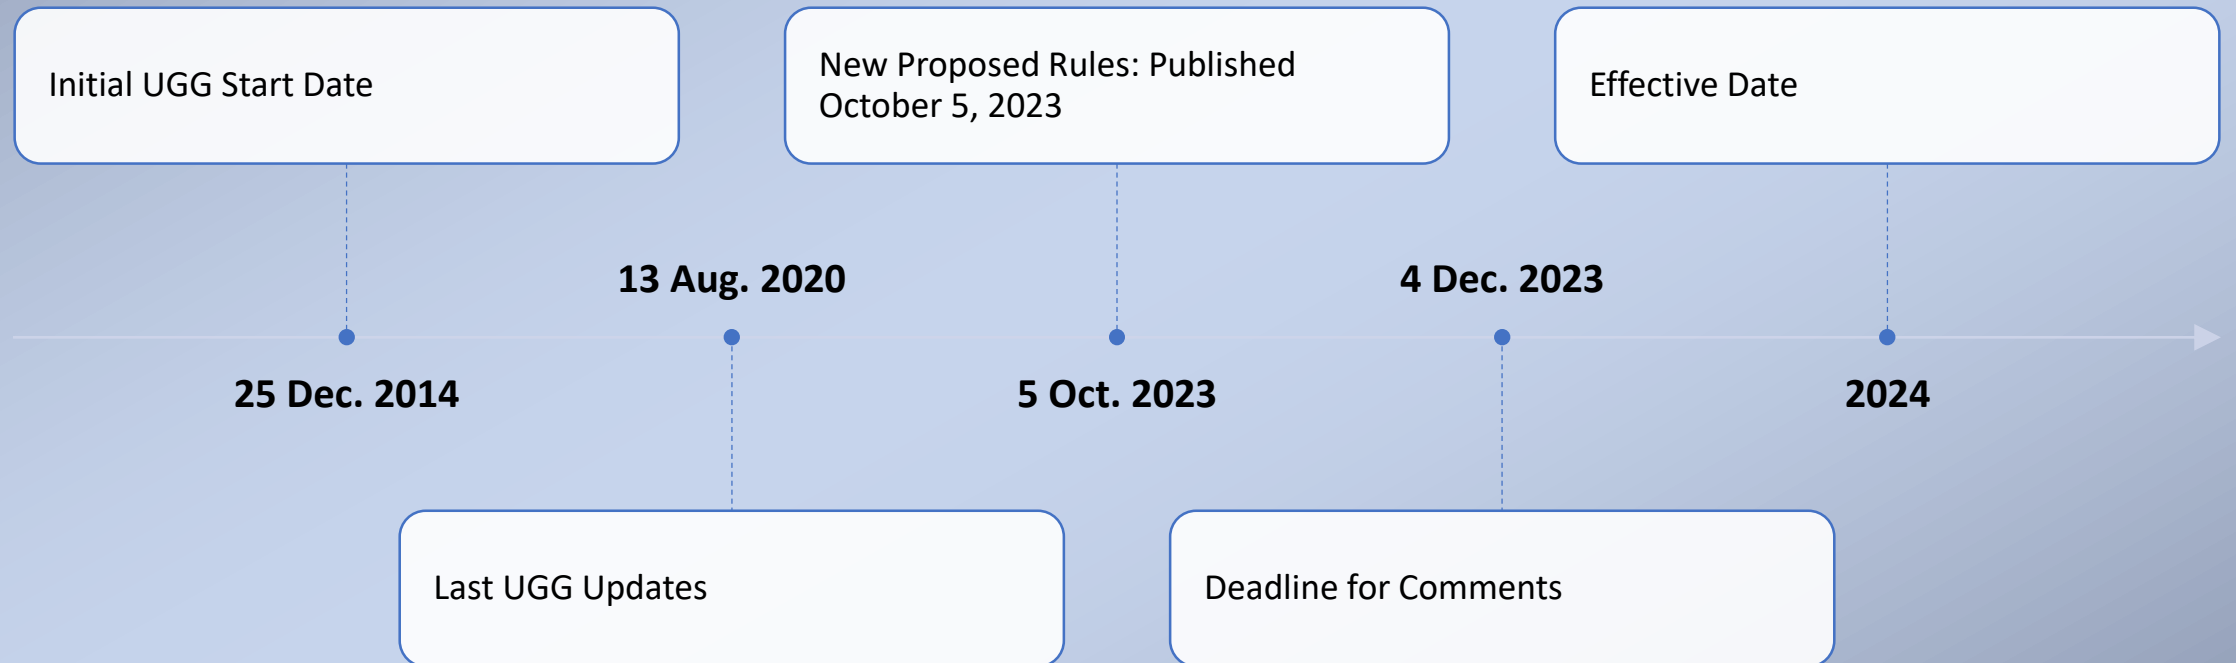 Initial UGG Start Date
New Proposed Rules: Published
October 5, 2023
Effective Date
13 Aug. 2020
4 Dec. 2023
25 Dec. 2014
5 Oct. 2023
2024
Last UGG Updates
Deadline for Comments